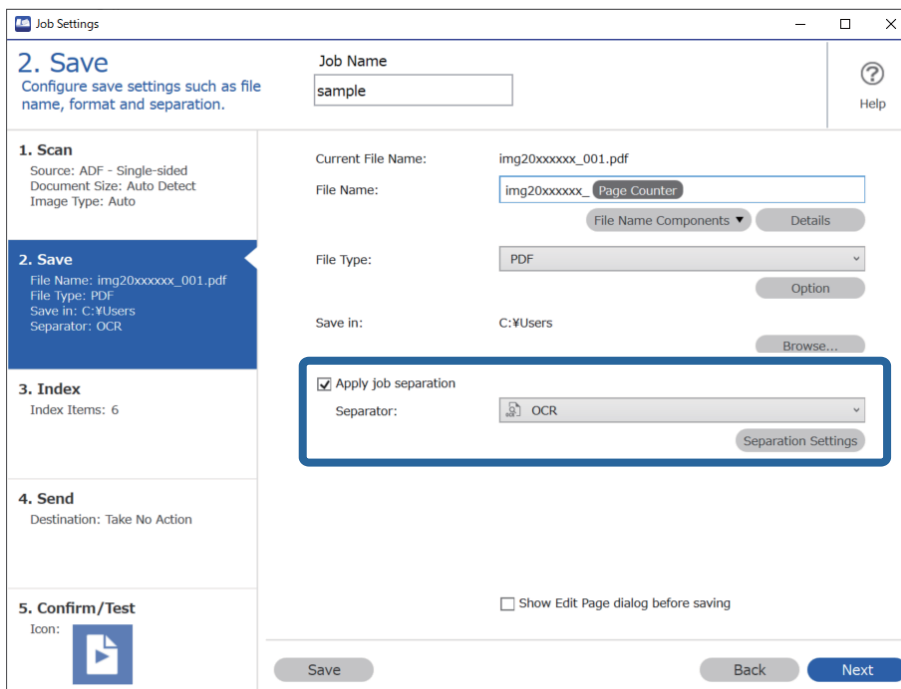 Job Settings
2. Save
Configure save settings such as file
name, format and separation.
Job Name
sample
Help
1. Scan
Source: ADF - Single-sided
Document Size: Auto Detect
Image Type: Auto
2. Save
File Name: img20xxxxxx_001.pdf
File Type: PDF
Save in: C:¥Users
Separator: OCR
3. Index
Index Items: 6
4. Send
Destination: Take No Action
5. Confirm/Test
Icon:
Current File Name: img20xxxxxx_001.pdf
File Name: img20xxxxxx_ Page Counter
File Name Components ▼ Details
File Type: PDF
Option
Save in: C:¥Users
Browse...
Apply job separation
Separator: OCR
Separation Settings
Show Edit Page dialog before saving
Save Back Next